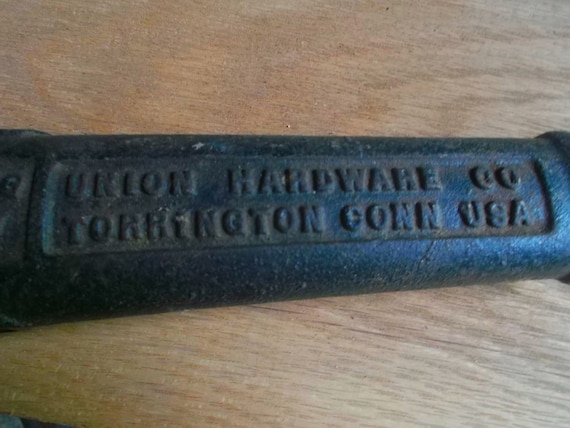 UNION HARDWARE CO
TORRINGTON CONN USA